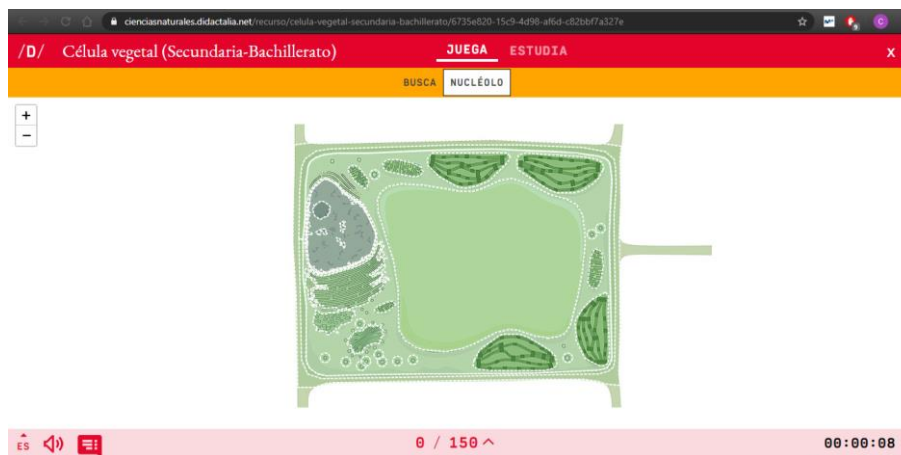 cienciasnaturales.didactalia.net/recurso/celula-vegetal-secundaria-bachillerato/6735e820-15c9-4d98-af6d-c82bbf7a327e
/D/ Célula vegetal (Secundaria-Bachillerato) JUEGA ESTUDIA X
BUSCA NUCLÉOLO
+
−
ES 0 / 150 00:00:08